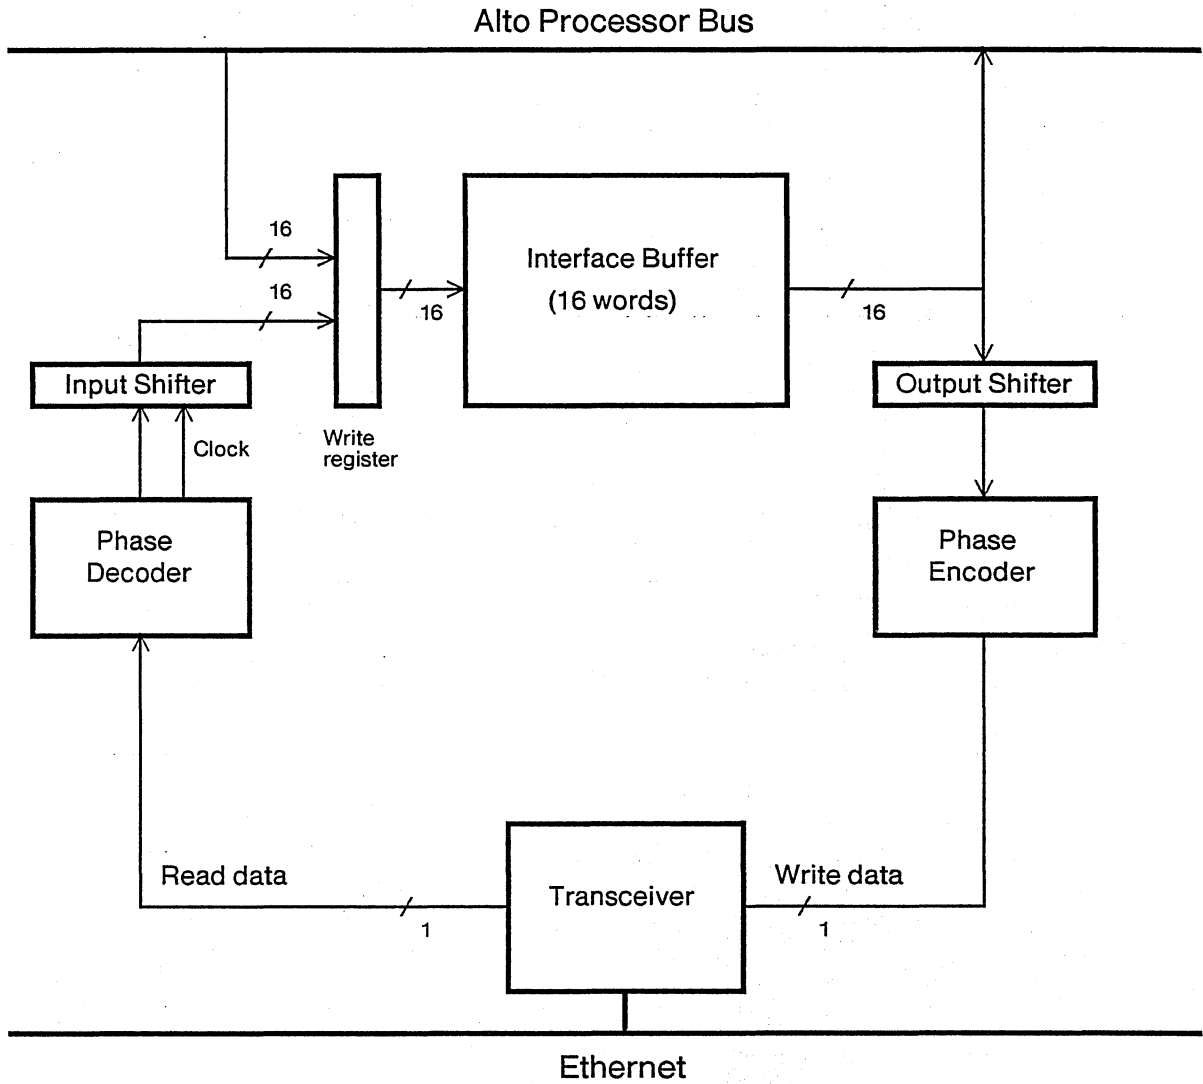 Alto Processor Bus
16
16
Interface Buffer
(16 words)
16
16
Input Shifter
Output Shifter
Clock
Write
register
Phase
Decoder
Phase
Encoder
Read data
Transceiver
Write data
1
1
Ethernet